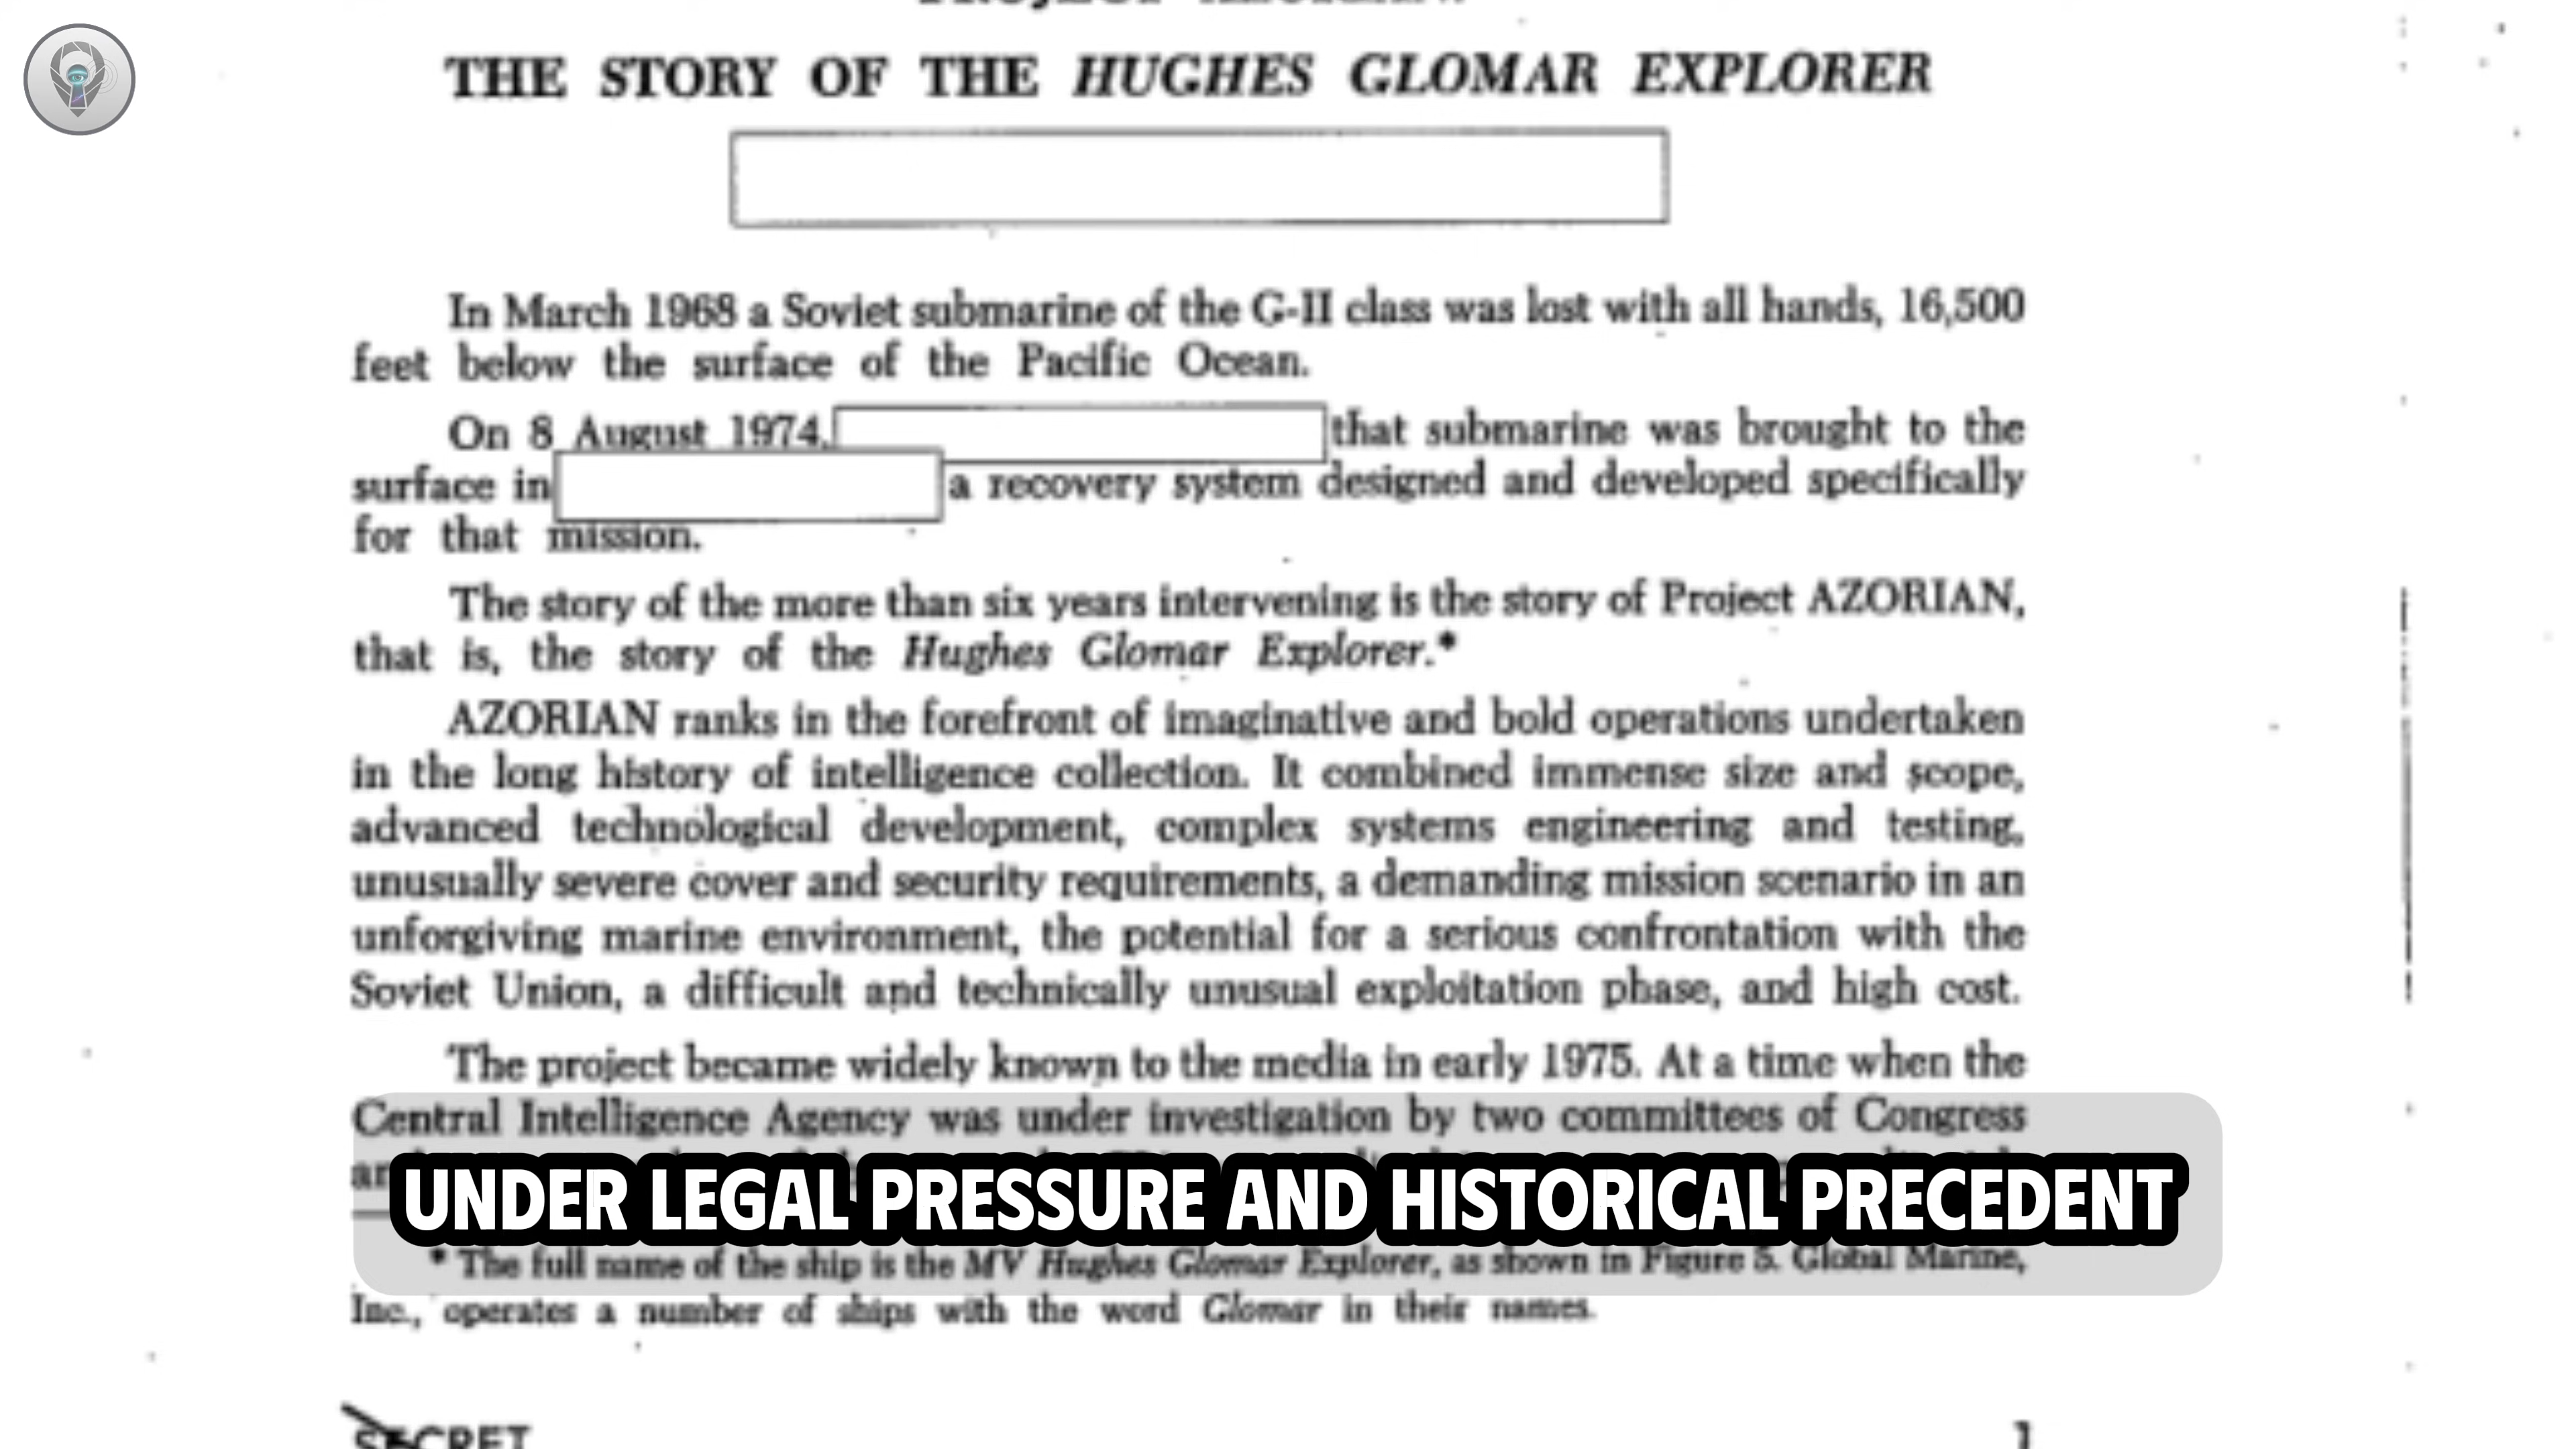 THE STORY OF THE HUGHES GLOMAR EXPLORER
In March 1968 a Soviet submarine of the G-II class was lost with all hands, 16,500
feet below the surface of the Pacific Ocean.
On 8 August 1974, that submarine was brought to the
surface in a recovery system designed and developed specifically
for that mission.
The story of the more than six years intervening is the story of Project AZORIAN,
that is, the story of the Hughes Glomar Explorer.*
AZORIAN ranks in the forefront of imaginative and bold operations undertaken
in the long history of intelligence collection. It combined immense size and scope,
advanced technological development, complex systems engineering and testing,
unusually severe cover and security requirements, a demanding mission scenario in an
unforgiving marine environment, the potential for a serious confrontation with the
Soviet Union, a difficult and technically unusual exploitation phase, and high cost.
The project became widely known to the media in early 1975. At a time when the
Central Intelligence Agency was under investigation by two committees of Congress
UNDER LEGAL PRESSURE AND HISTORICAL PRECEDENT
* The full name of the ship is the MV Hughes Glomar Explorer, as shown in Figure 5. Global Marine,
Inc., operates a number of ships with the word Glomar in their names.
SECRET
1